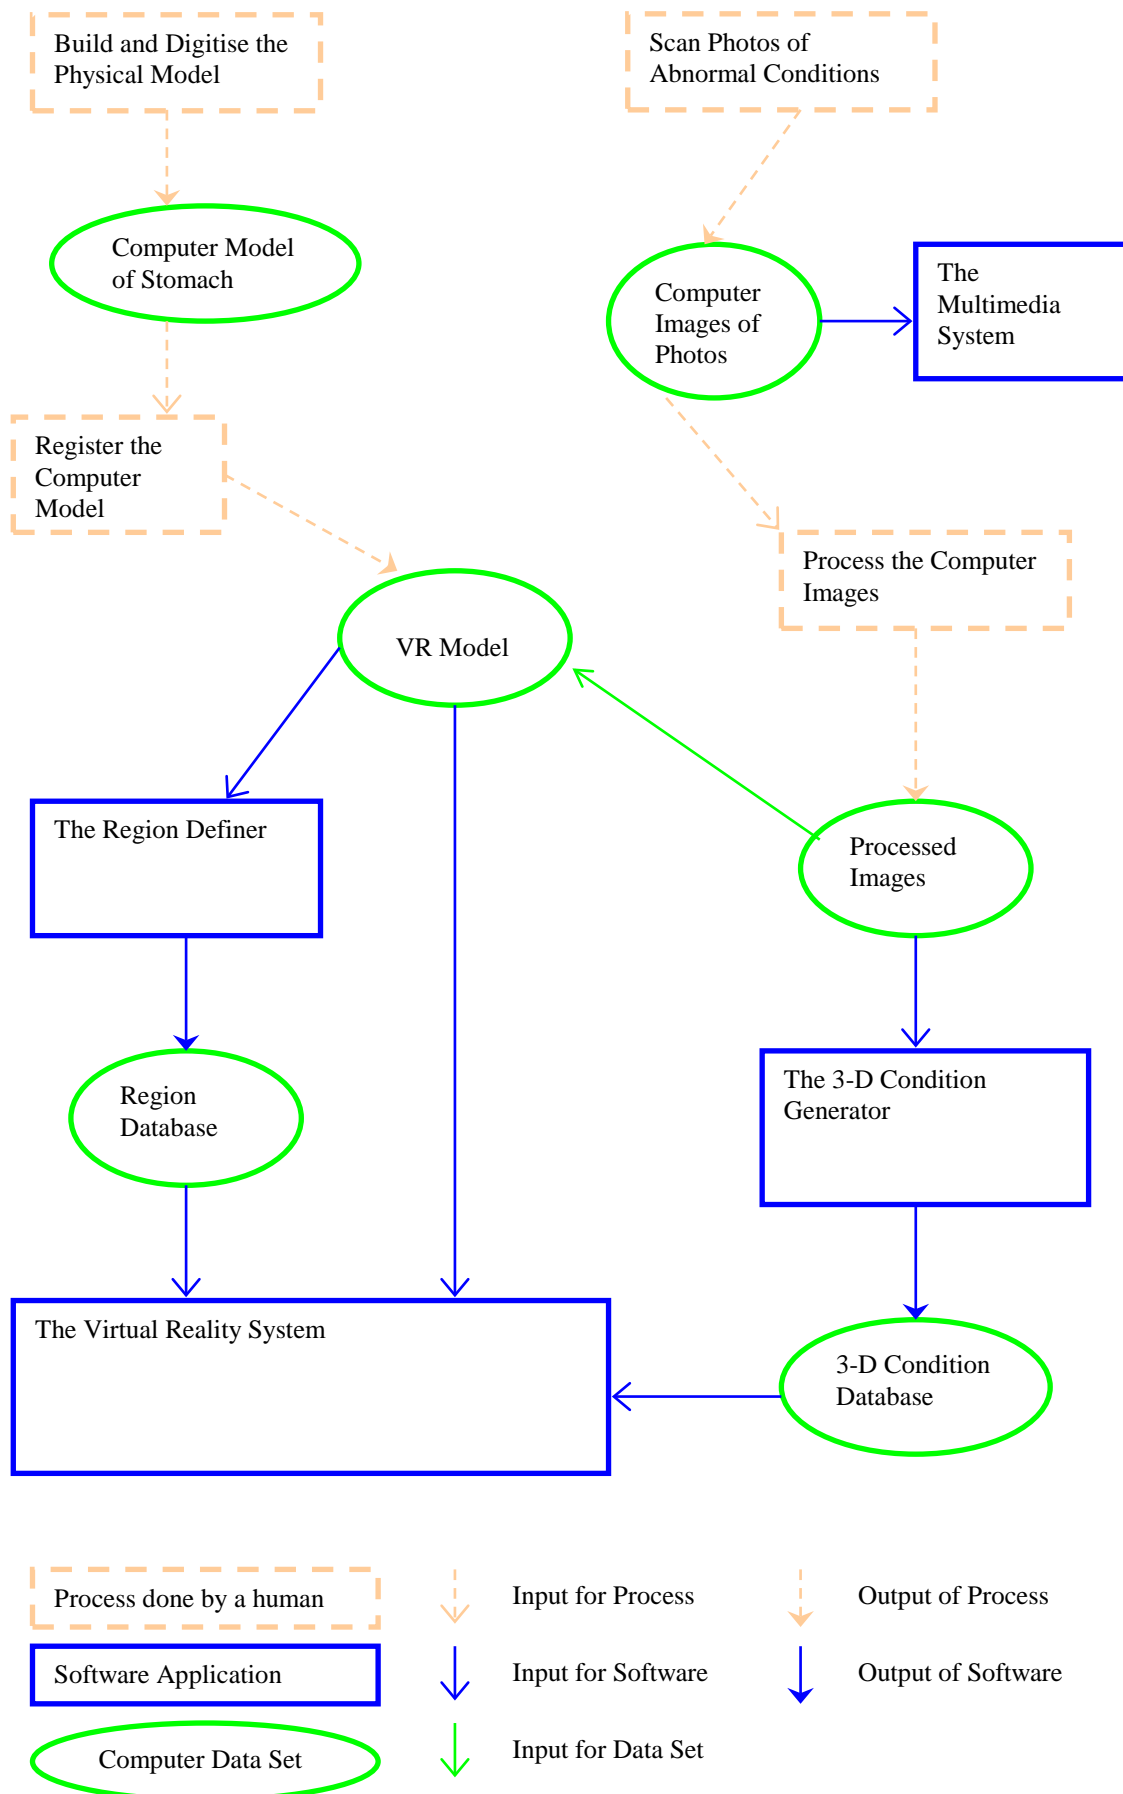 Build and Digitise the
Physical Model
Scan Photos of
Abnormal Conditions
Computer Model
of Stomach
Computer
Images of
Photos
The
Multimedia
System
Register the
Computer
Model
Process the Computer
Images
VR Model
The Region Definer
Processed
Images
Region
Database
The 3-D Condition
Generator
The Virtual Reality System
3-D Condition
Database
Process done by a human
Input for Process
Output of Process
Software Application
Input for Software
Output of Software
Computer Data Set
Input for Data Set